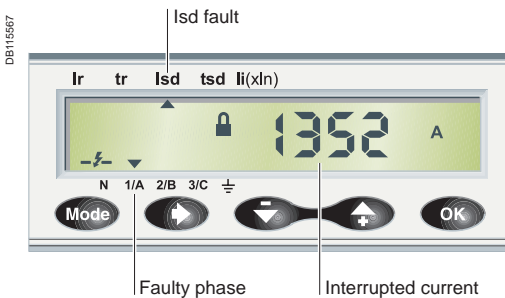 Isd fault
DB115567
Ir tr Isd tsd Ii(xIn)
1352 A
N 1/A 2/B 3/C
Mode OK
Faulty phase Interrupted current